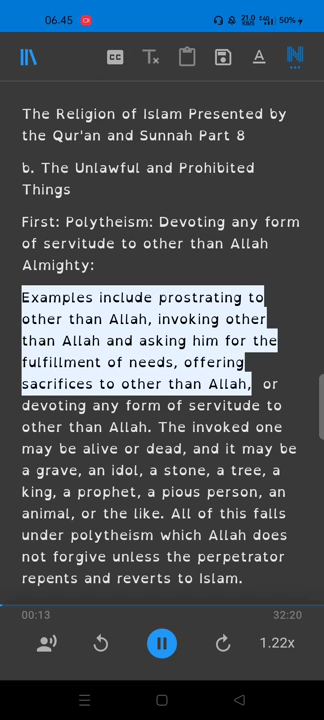 06.45
21.0 KB/S
50%
CC
The Religion of Islam Presented by
the Qur'an and Sunnah Part 8
b. The Unlawful and Prohibited
Things
First: Polytheism: Devoting any form
of servitude to other than Allah
Almighty:
Examples include prostrating to
other than Allah, invoking other
than Allah and asking him for the
fulfillment of needs, offering
sacrifices to other than Allah, or
devoting any form of servitude to
other than Allah. The invoked one
may be alive or dead, and it may be
a grave, an idol, a stone, a tree, a
king, a prophet, a pious person, an
animal, or the like. All of this falls
under polytheism which Allah does
not forgive unless the perpetrator
repents and reverts to Islam.
00:13 32:20
1.22x